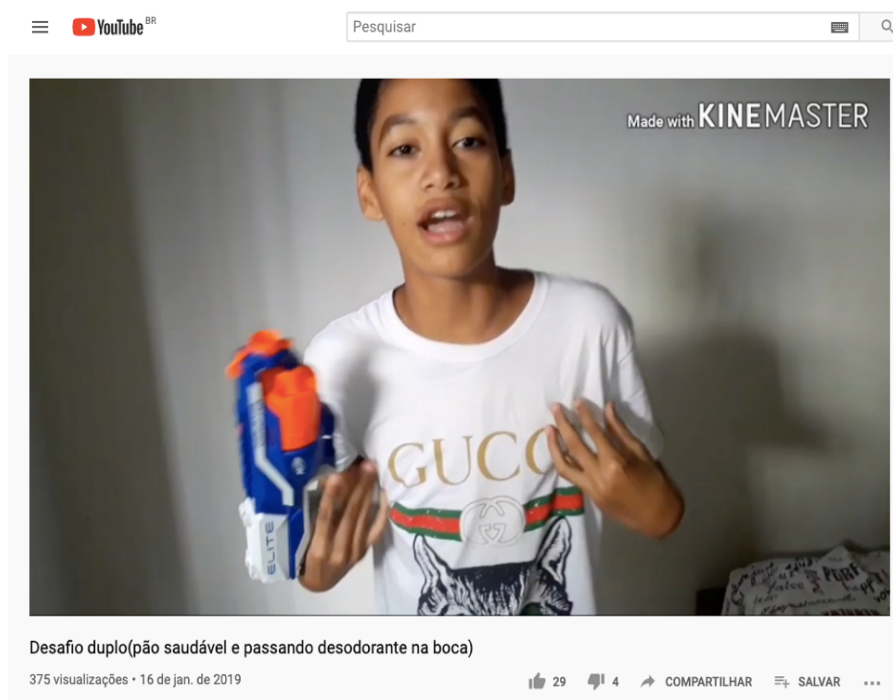 YouTube BR
Pesquisar
Made with KINEMASTER
GUCC
ELITE
Desafio duplo(pão saudável e passando desodorante na boca)
375 visualizações • 16 de jan. de 2019
29 4 COMPARTILHAR SALVAR